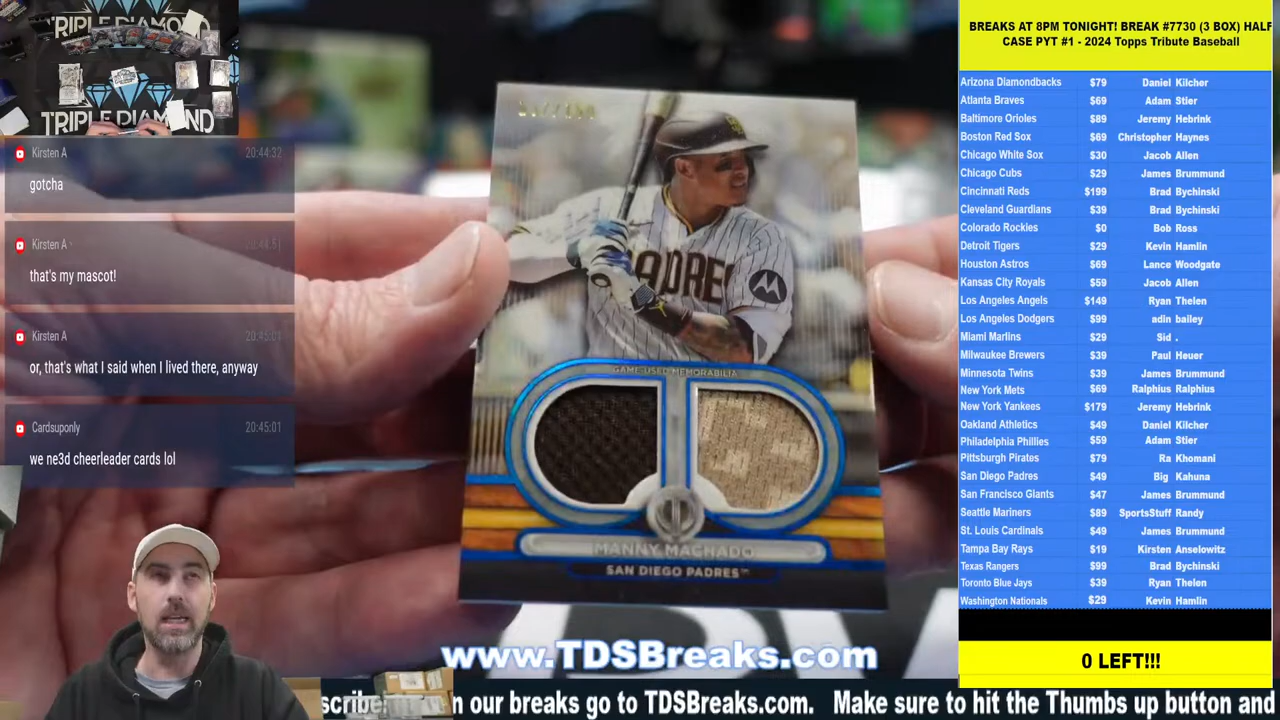 TRIPLE DIAMOND
TRIPLE DIAMOND
Kirsten A 20:44:32
gotcha
Kirsten A 20:44:51
that's my mascot!
Kirsten A 20:45:01
or, that's what I said when I lived there, anyway
Cardsuponly 20:45:01
we ne3d cheerleader cards lol
PADRES
GAME-USED MEMORABILIA
MANNY MACHADO
SAN DIEGO PADRES™
www.TDSBreaks.com
n our breaks go to TDSBreaks.com. Make sure to hit the Thumbs up button and
BREAKS AT 8PM TONIGHT! BREAK #7730 (3 BOX) HALF
CASE PYT #1 - 2024 Topps Tribute Baseball
Arizona Diamondbacks $79 Daniel Kilcher
Atlanta Braves $69 Adam Stier
Baltimore Orioles $89 Jeremy Hebrink
Boston Red Sox $69 Christopher Haynes
Chicago White Sox $30 Jacob Allen
Chicago Cubs $29 James Brummund
Cincinnati Reds $199 Brad Bychinski
Cleveland Guardians $39 Brad Bychinski
Colorado Rockies $0 Bob Ross
Detroit Tigers $29 Kevin Hamlin
Houston Astros $69 Lance Woodgate
Kansas City Royals $59 Jacob Allen
Los Angeles Angels $149 Ryan Thelen
Los Angeles Dodgers $99 adin bailey
Miami Marlins $29 Sid .
Milwaukee Brewers $39 Paul Heuer
Minnesota Twins $39 James Brummund
New York Mets $69 Ralphius Ralphius
New York Yankees $179 Jeremy Hebrink
Oakland Athletics $49 Daniel Kilcher
Philadelphia Phillies $59 Adam Stier
Pittsburgh Pirates $79 Ra Khomani
San Diego Padres $49 Big Kahuna
San Francisco Giants $47 James Brummund
Seattle Mariners $89 SportsStuff Randy
St. Louis Cardinals $49 James Brummund
Tampa Bay Rays $19 Kirsten Anselowitz
Texas Rangers $99 Brad Bychinski
Toronto Blue Jays $39 Ryan Thelen
Washington Nationals $29 Kevin Hamlin
0 LEFT!!!